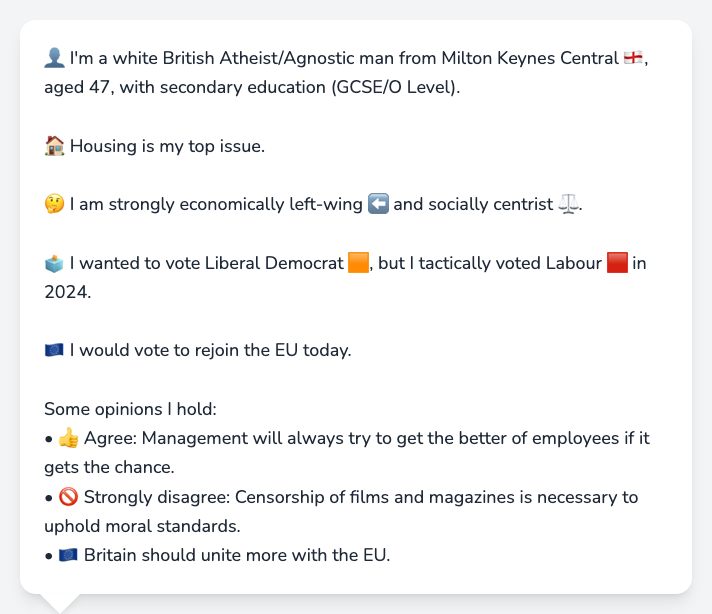 👤 I'm a white British Atheist/Agnostic man from Milton Keynes Central 🏴󠁧󠁢󠁥󠁮󠁧󠁿,
aged 47, with secondary education (GCSE/O Level).
🏠 Housing is my top issue.
🤔 I am strongly economically left-wing ⬅️ and socially centrist ⚖️.
🗳️ I wanted to vote Liberal Democrat 🟧, but I tactically voted Labour 🟥 in
2024.
🇪🇺 I would vote to rejoin the EU today.
Some opinions I hold:
• 👍 Agree: Management will always try to get the better of employees if it
gets the chance.
• 🚫 Strongly disagree: Censorship of films and magazines is necessary to
uphold moral standards.
• 🇪🇺 Britain should unite more with the EU.